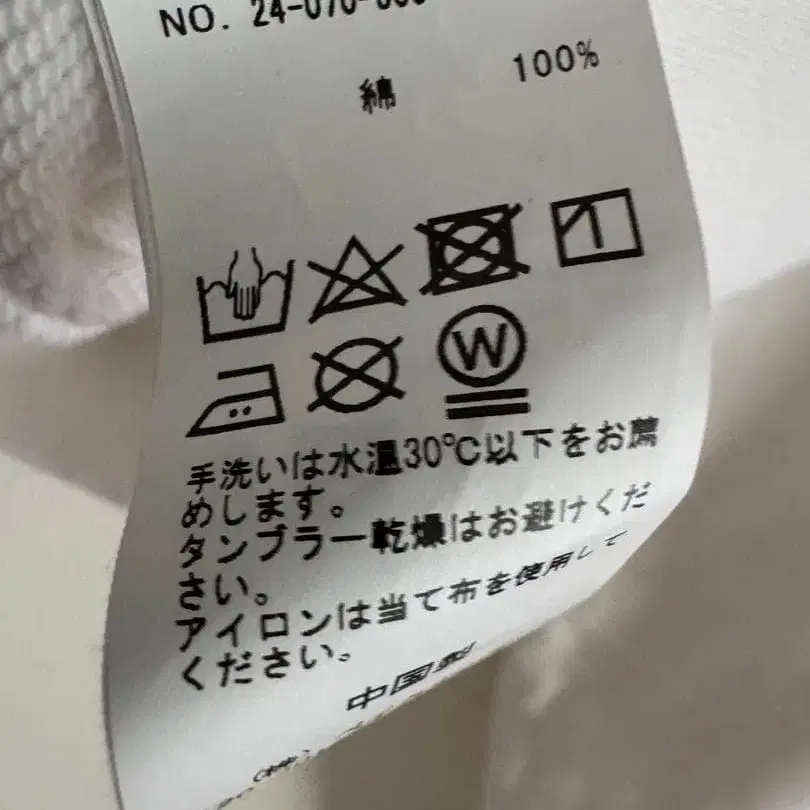 NO. 24-070-
綿 100%
W
手洗いは水温30℃以下をお薦
めします。
タンブラー乾燥はお避けくだ
さい。
アイロンは当て布を使用して
ください。
中国製